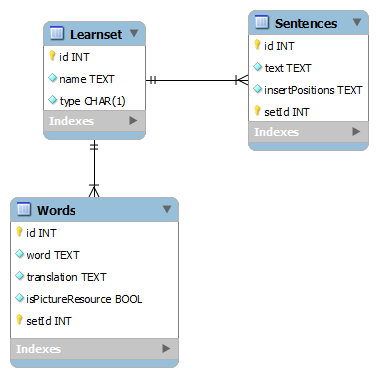 Learnset
id INT
name TEXT
type CHAR(1)
Indexes
Sentences
id INT
text TEXT
insertPositions TEXT
setId INT
Indexes
Words
id INT
word TEXT
translation TEXT
isPictureResource BOOL
setId INT
Indexes